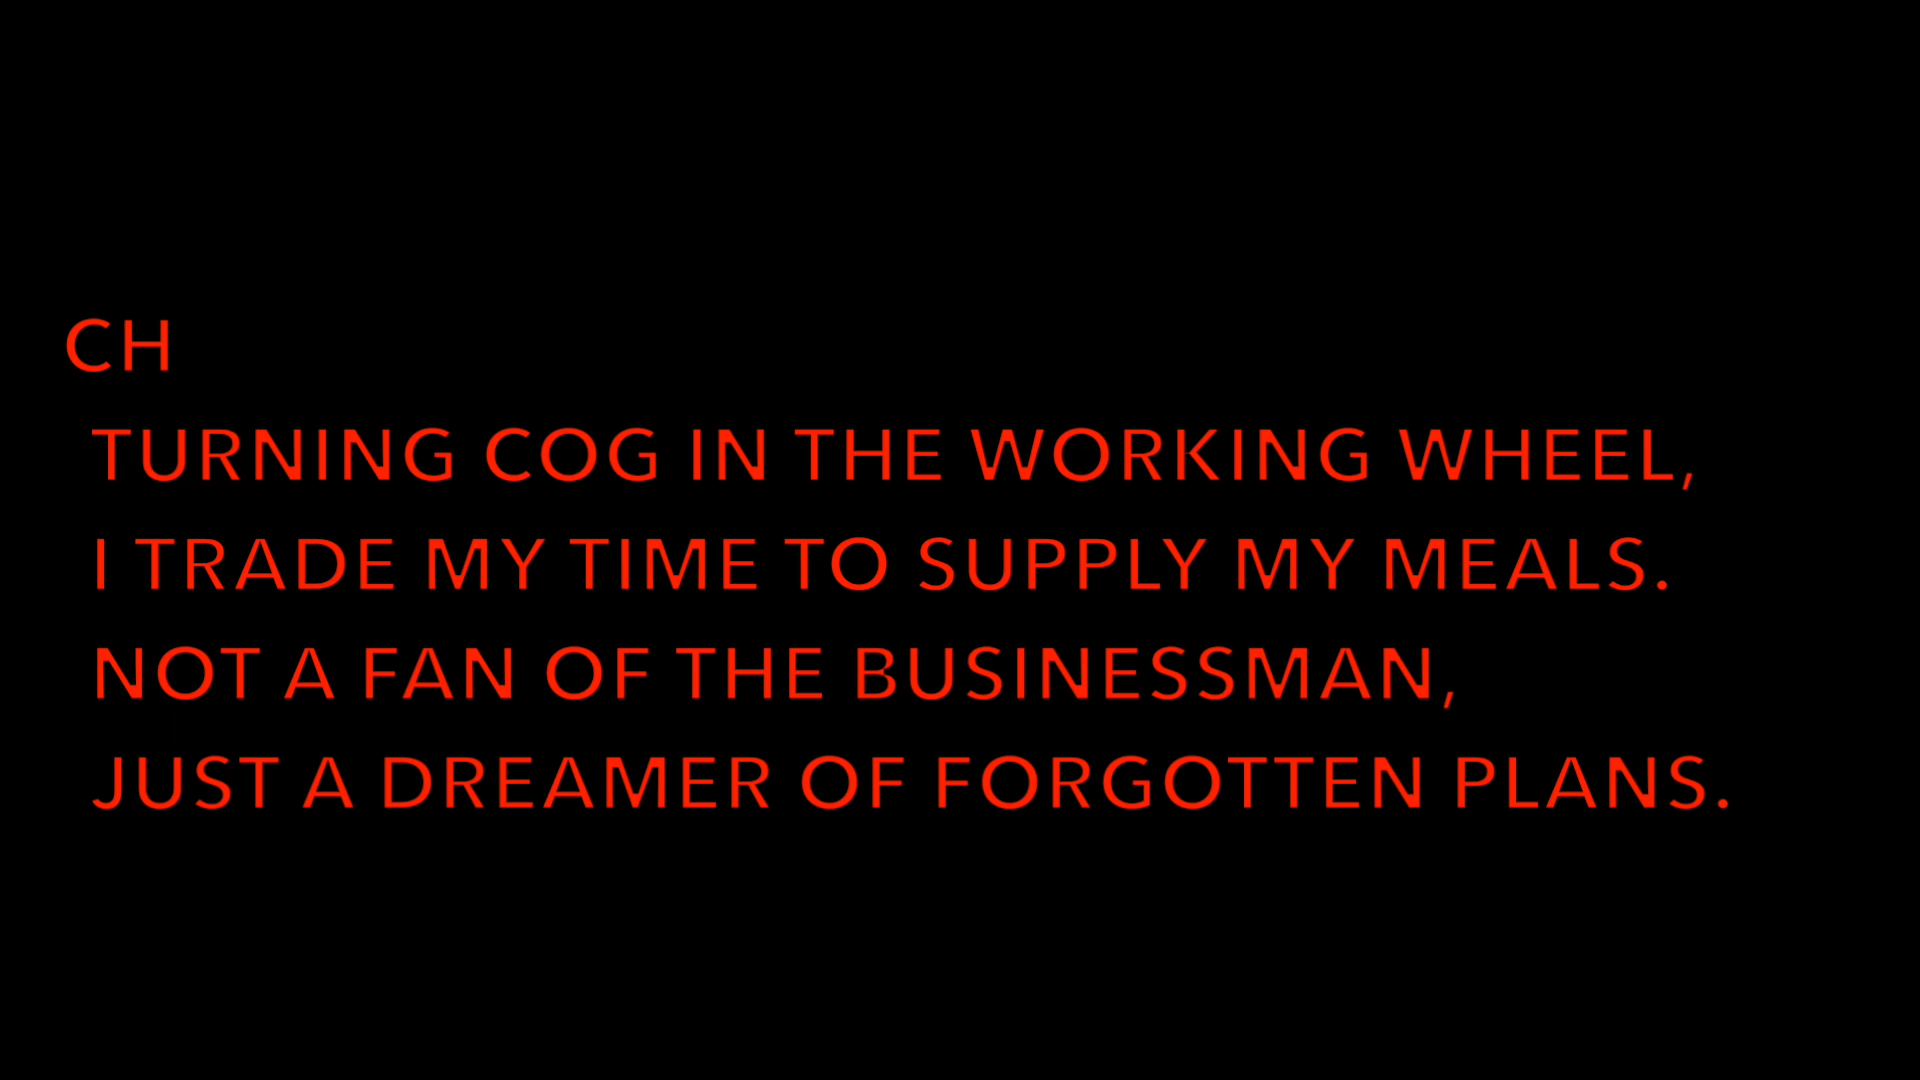 CH
TURNING COG IN THE WORKING WHEEL,
I TRADE MY TIME TO SUPPLY MY MEALS.
NOT A FAN OF THE BUSINESSMAN,
JUST A DREAMER OF FORGOTTEN PLANS.